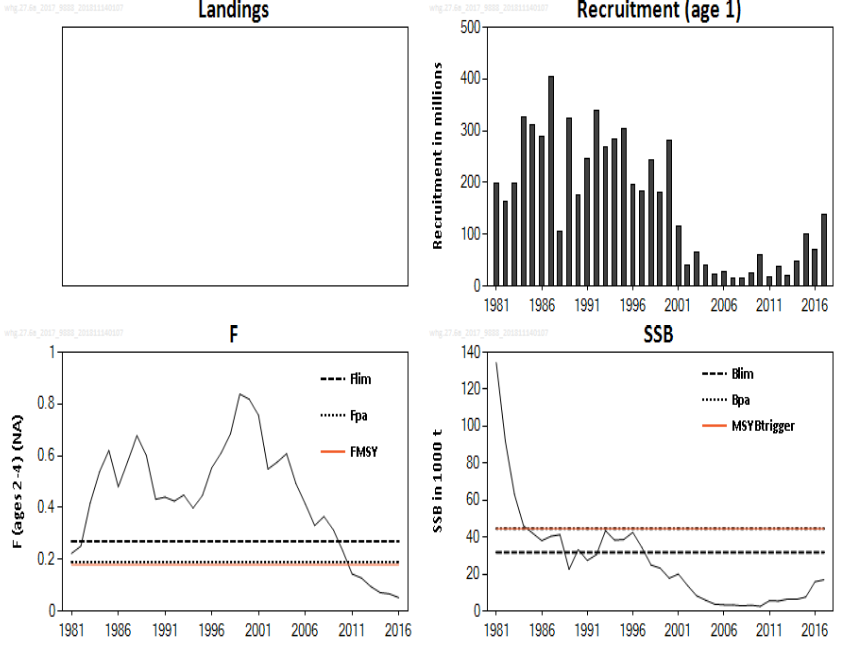 Landings
Recruitment (age 1)
Recruitment in millions
500
400
300
200
100
0
1981 1986 1991 1996 2001 2006 2011 2016
F
F (ages 2-4) (NA)
1
0.8
0.6
0.4
0.2
0
Flim
Fpa
FMSY
1981 1986 1991 1996 2001 2006 2011 2016
SSB
SSB in 1000 t
140
120
100
80
60
40
20
0
Blim
Bpa
MSYBtrigger
1981 1986 1991 1996 2001 2006 2011 2016